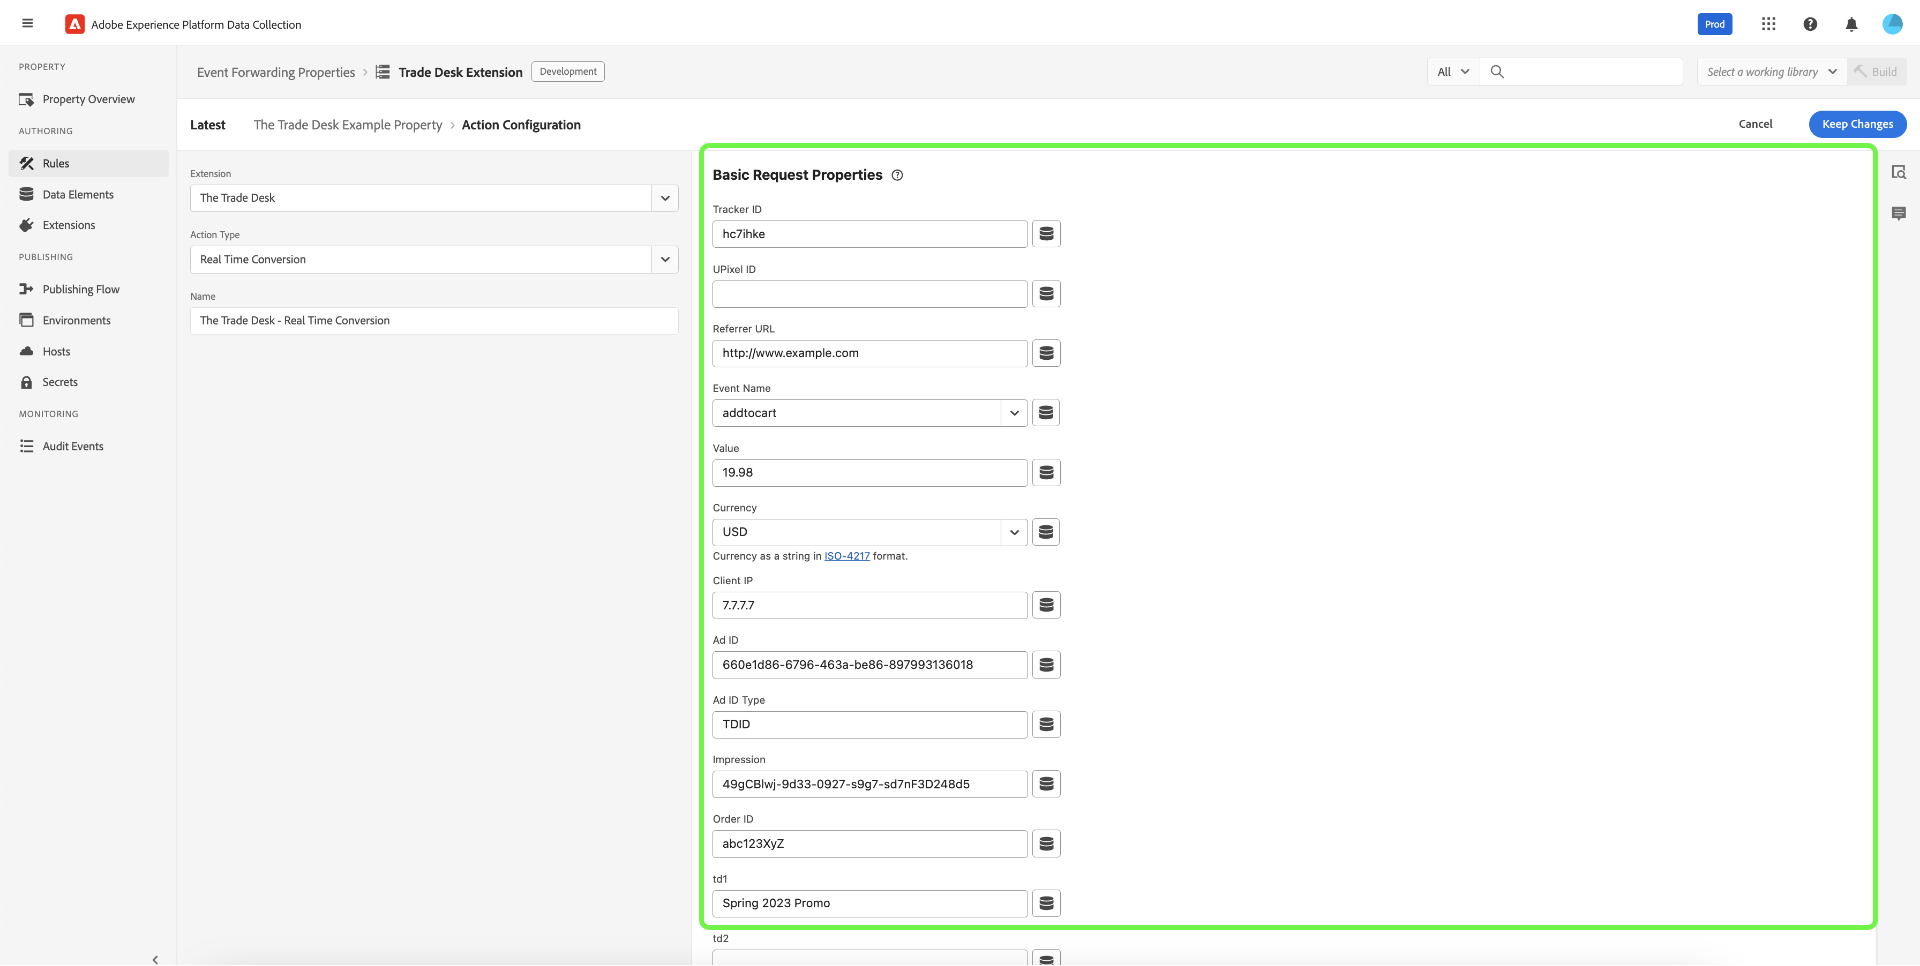 Adobe Experience Platform Data Collection
Prod
PROPERTY
Property Overview
AUTHORING
Rules
Data Elements
Extensions
PUBLISHING
Publishing Flow
Environments
Hosts
Secrets
MONITORING
Audit Events
Event Forwarding Properties › Trade Desk Extension Development
All
Select a working library
Build
Latest The Trade Desk Example Property › Action Configuration
Cancel
Keep Changes
Extension
The Trade Desk
Action Type
Real Time Conversion
Name
The Trade Desk - Real Time Conversion
Basic Request Properties
Tracker ID
hc7ihke
UPixel ID
Referrer URL
http://www.example.com
Event Name
addtocart
Value
19.98
Currency
USD
Currency as a string in ISO-4217 format.
Client IP
7.7.7.7
Ad ID
660e1d86-6796-463a-be86-897993136018
Ad ID Type
TDID
Impression
49gCBlwj-9d33-0927-s9g7-sd7nF3D248d5
Order ID
abc123XyZ
td1
Spring 2023 Promo
td2